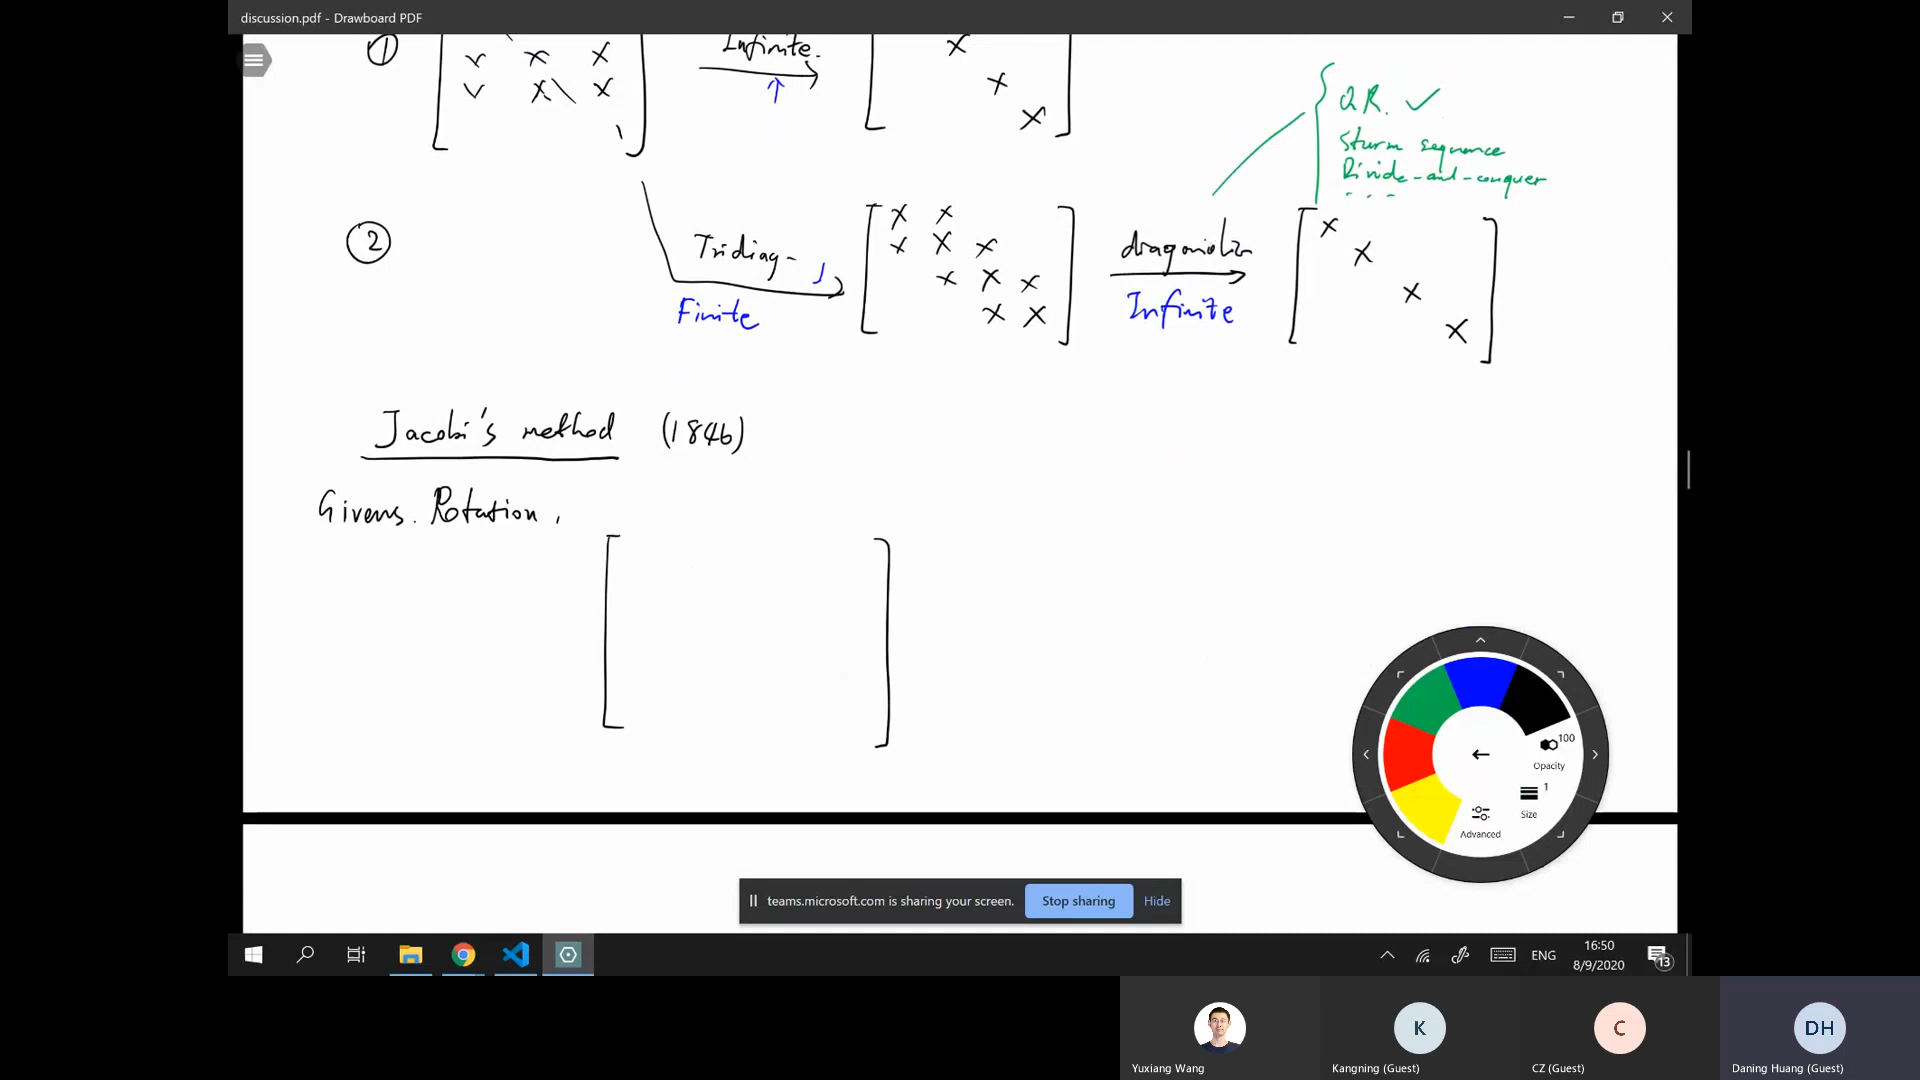 discussion.pdf - Drawboard PDF
①
Infinite.
↑
Q R. ✓
Sturm sequence
Divide-and-conquer
...
②
Tridiag-
Finite
Infinite
Jacobi's method (1846)
Givens. Rotation,
100
Opacity
1
Size
Advanced
teams.microsoft.com is sharing your screen.
Stop sharing
Hide
ENG
16:50
8/9/2020
13
K
C
DH
Yuxiang Wang
Kangning (Guest)
CZ (Guest)
Daning Huang (Guest)